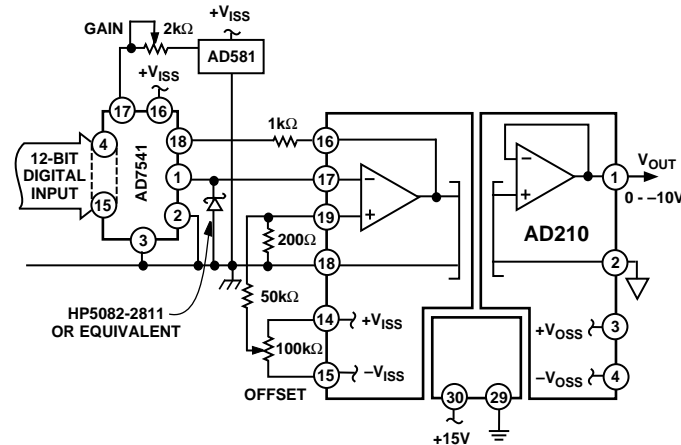 +VISS
GAIN
2kΩ
AD581
+VISS
17
16
4
18
1kΩ
16
12-BIT
DIGITAL
INPUT
AD7541
1
17
–
1
VOUT
0 - –10V
15
2
19
+
200Ω
AD210
3
18
2
HP5082-2811
OR EQUIVALENT
50kΩ
14
+VISS
+VOSS
3
100kΩ
OFFSET
15
–VISS
–VOSS
4
30
29
+15V
–
+